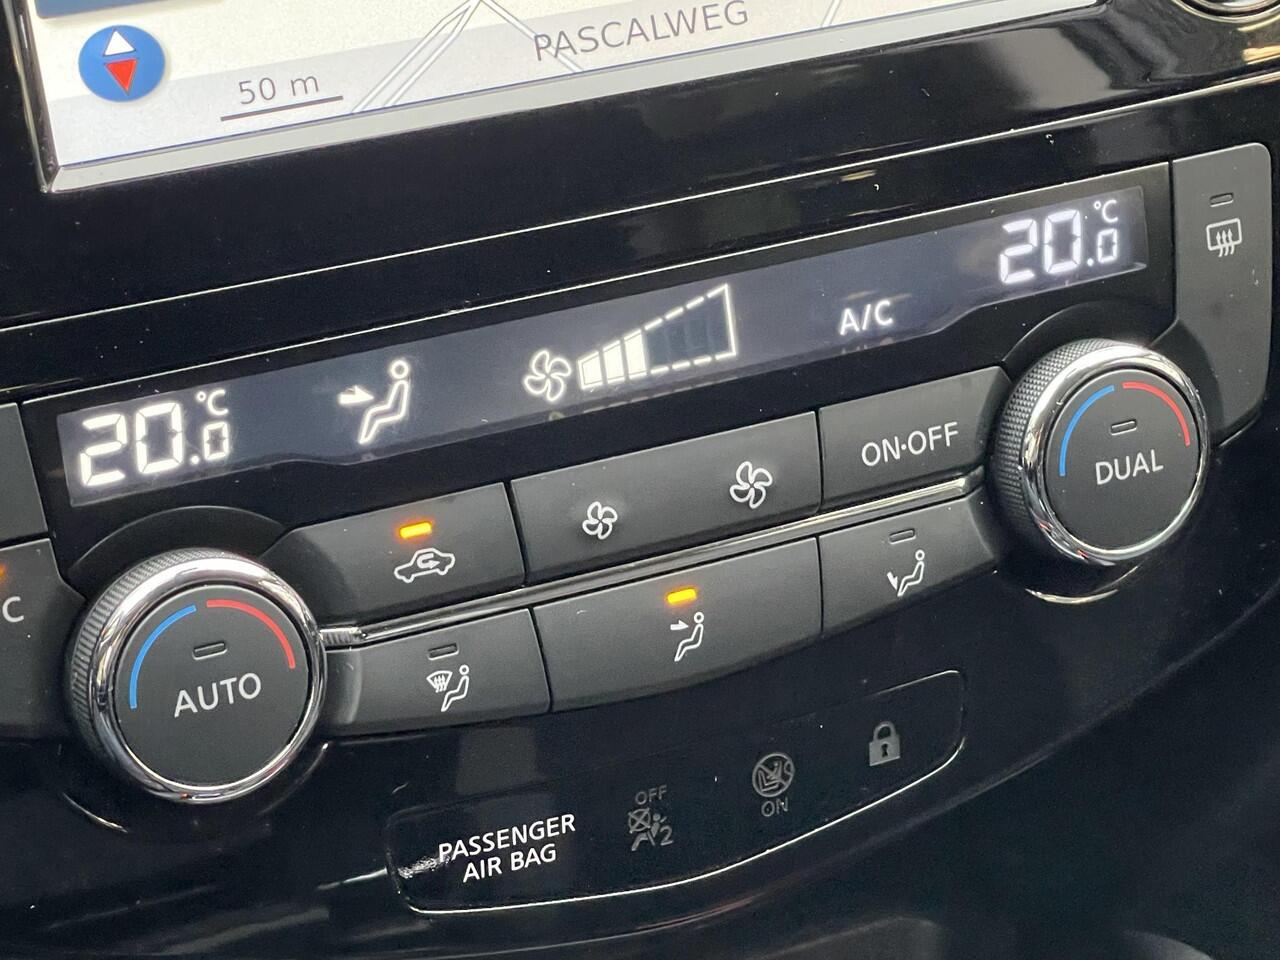 PASCALWEG
50 m
20.0 °C
A/C
20.0 °C
ON·OFF
DUAL
C
AUTO
PASSENGER
AIR BAG
OFF
2
ON